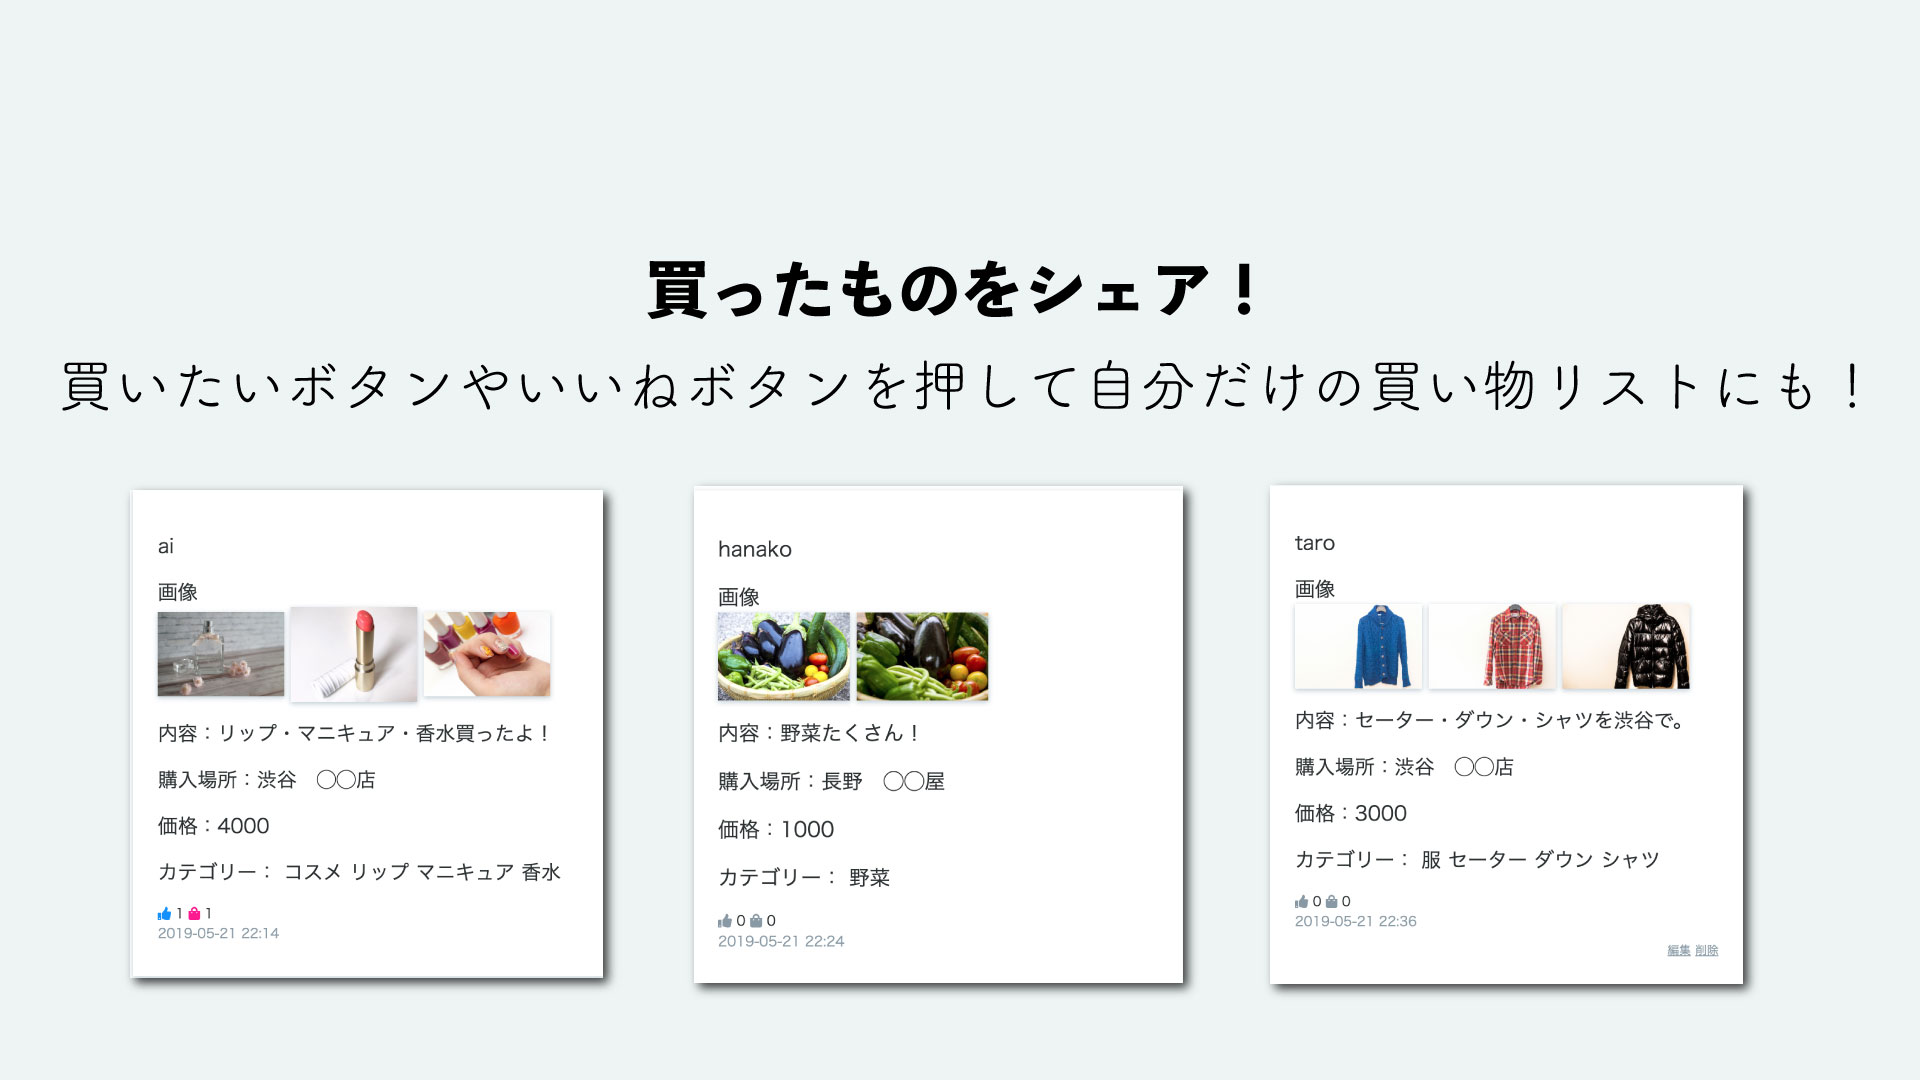 買ったものをシェア！
買いたいボタンやいいねボタンを押して自分だけの買い物リストにも！
ai
画像
内容：リップ・マニキュア・香水買ったよ！
購入場所：渋谷　◯◯店
価格：4000
カテゴリー： コスメ リップ マニキュア 香水
1 1
2019-05-21 22:14
hanako
画像
内容：野菜たくさん！
購入場所：長野　◯◯屋
価格：1000
カテゴリー： 野菜
0 0
2019-05-21 22:24
taro
画像
内容：セーター・ダウン・シャツを渋谷で。
購入場所：渋谷　◯◯店
価格：3000
カテゴリー： 服 セーター ダウン シャツ
0 0
2019-05-21 22:36
編集 削除